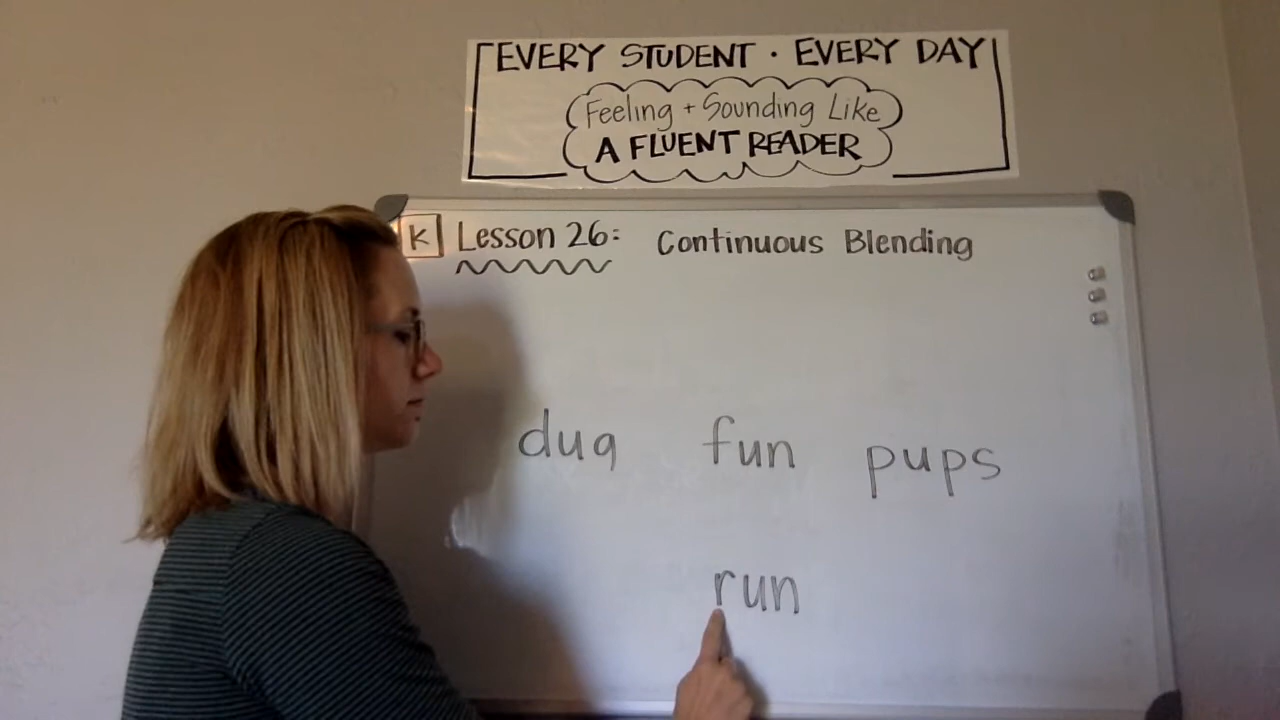 EVERY STUDENT · EVERY DAY
Feeling + Sounding Like
A FLUENT READER
K Lesson 26: Continuous Blending
dug fun pups
run